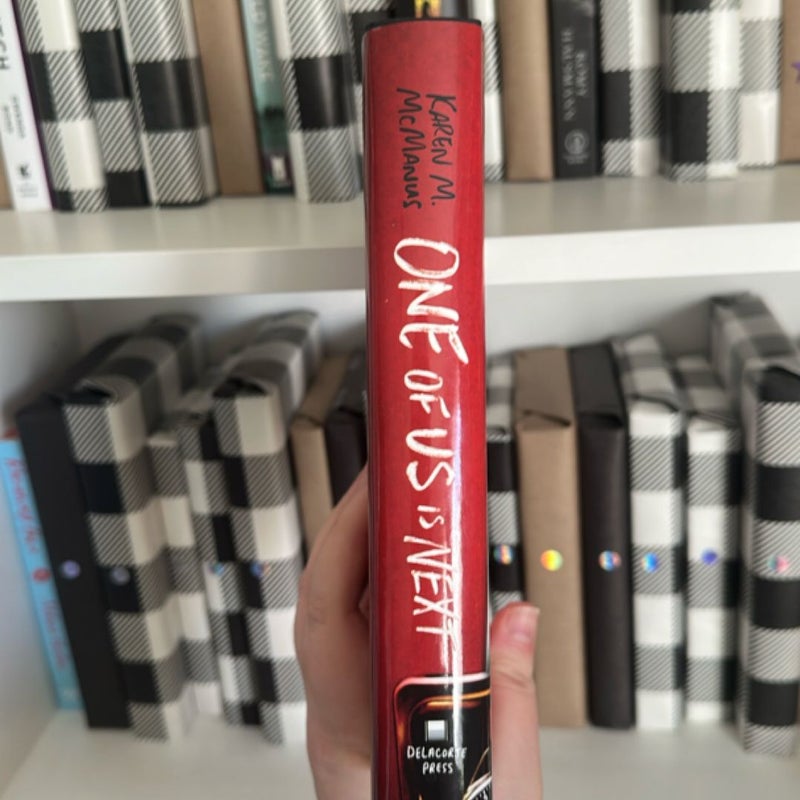 KAREN M.
McMANUS
ONE OF US IS NEXT
DELACORTE
PRESS